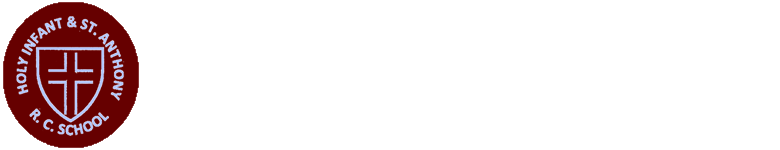 HOLY INFANT & ST. ANTHONY
R. C. SCHOOL